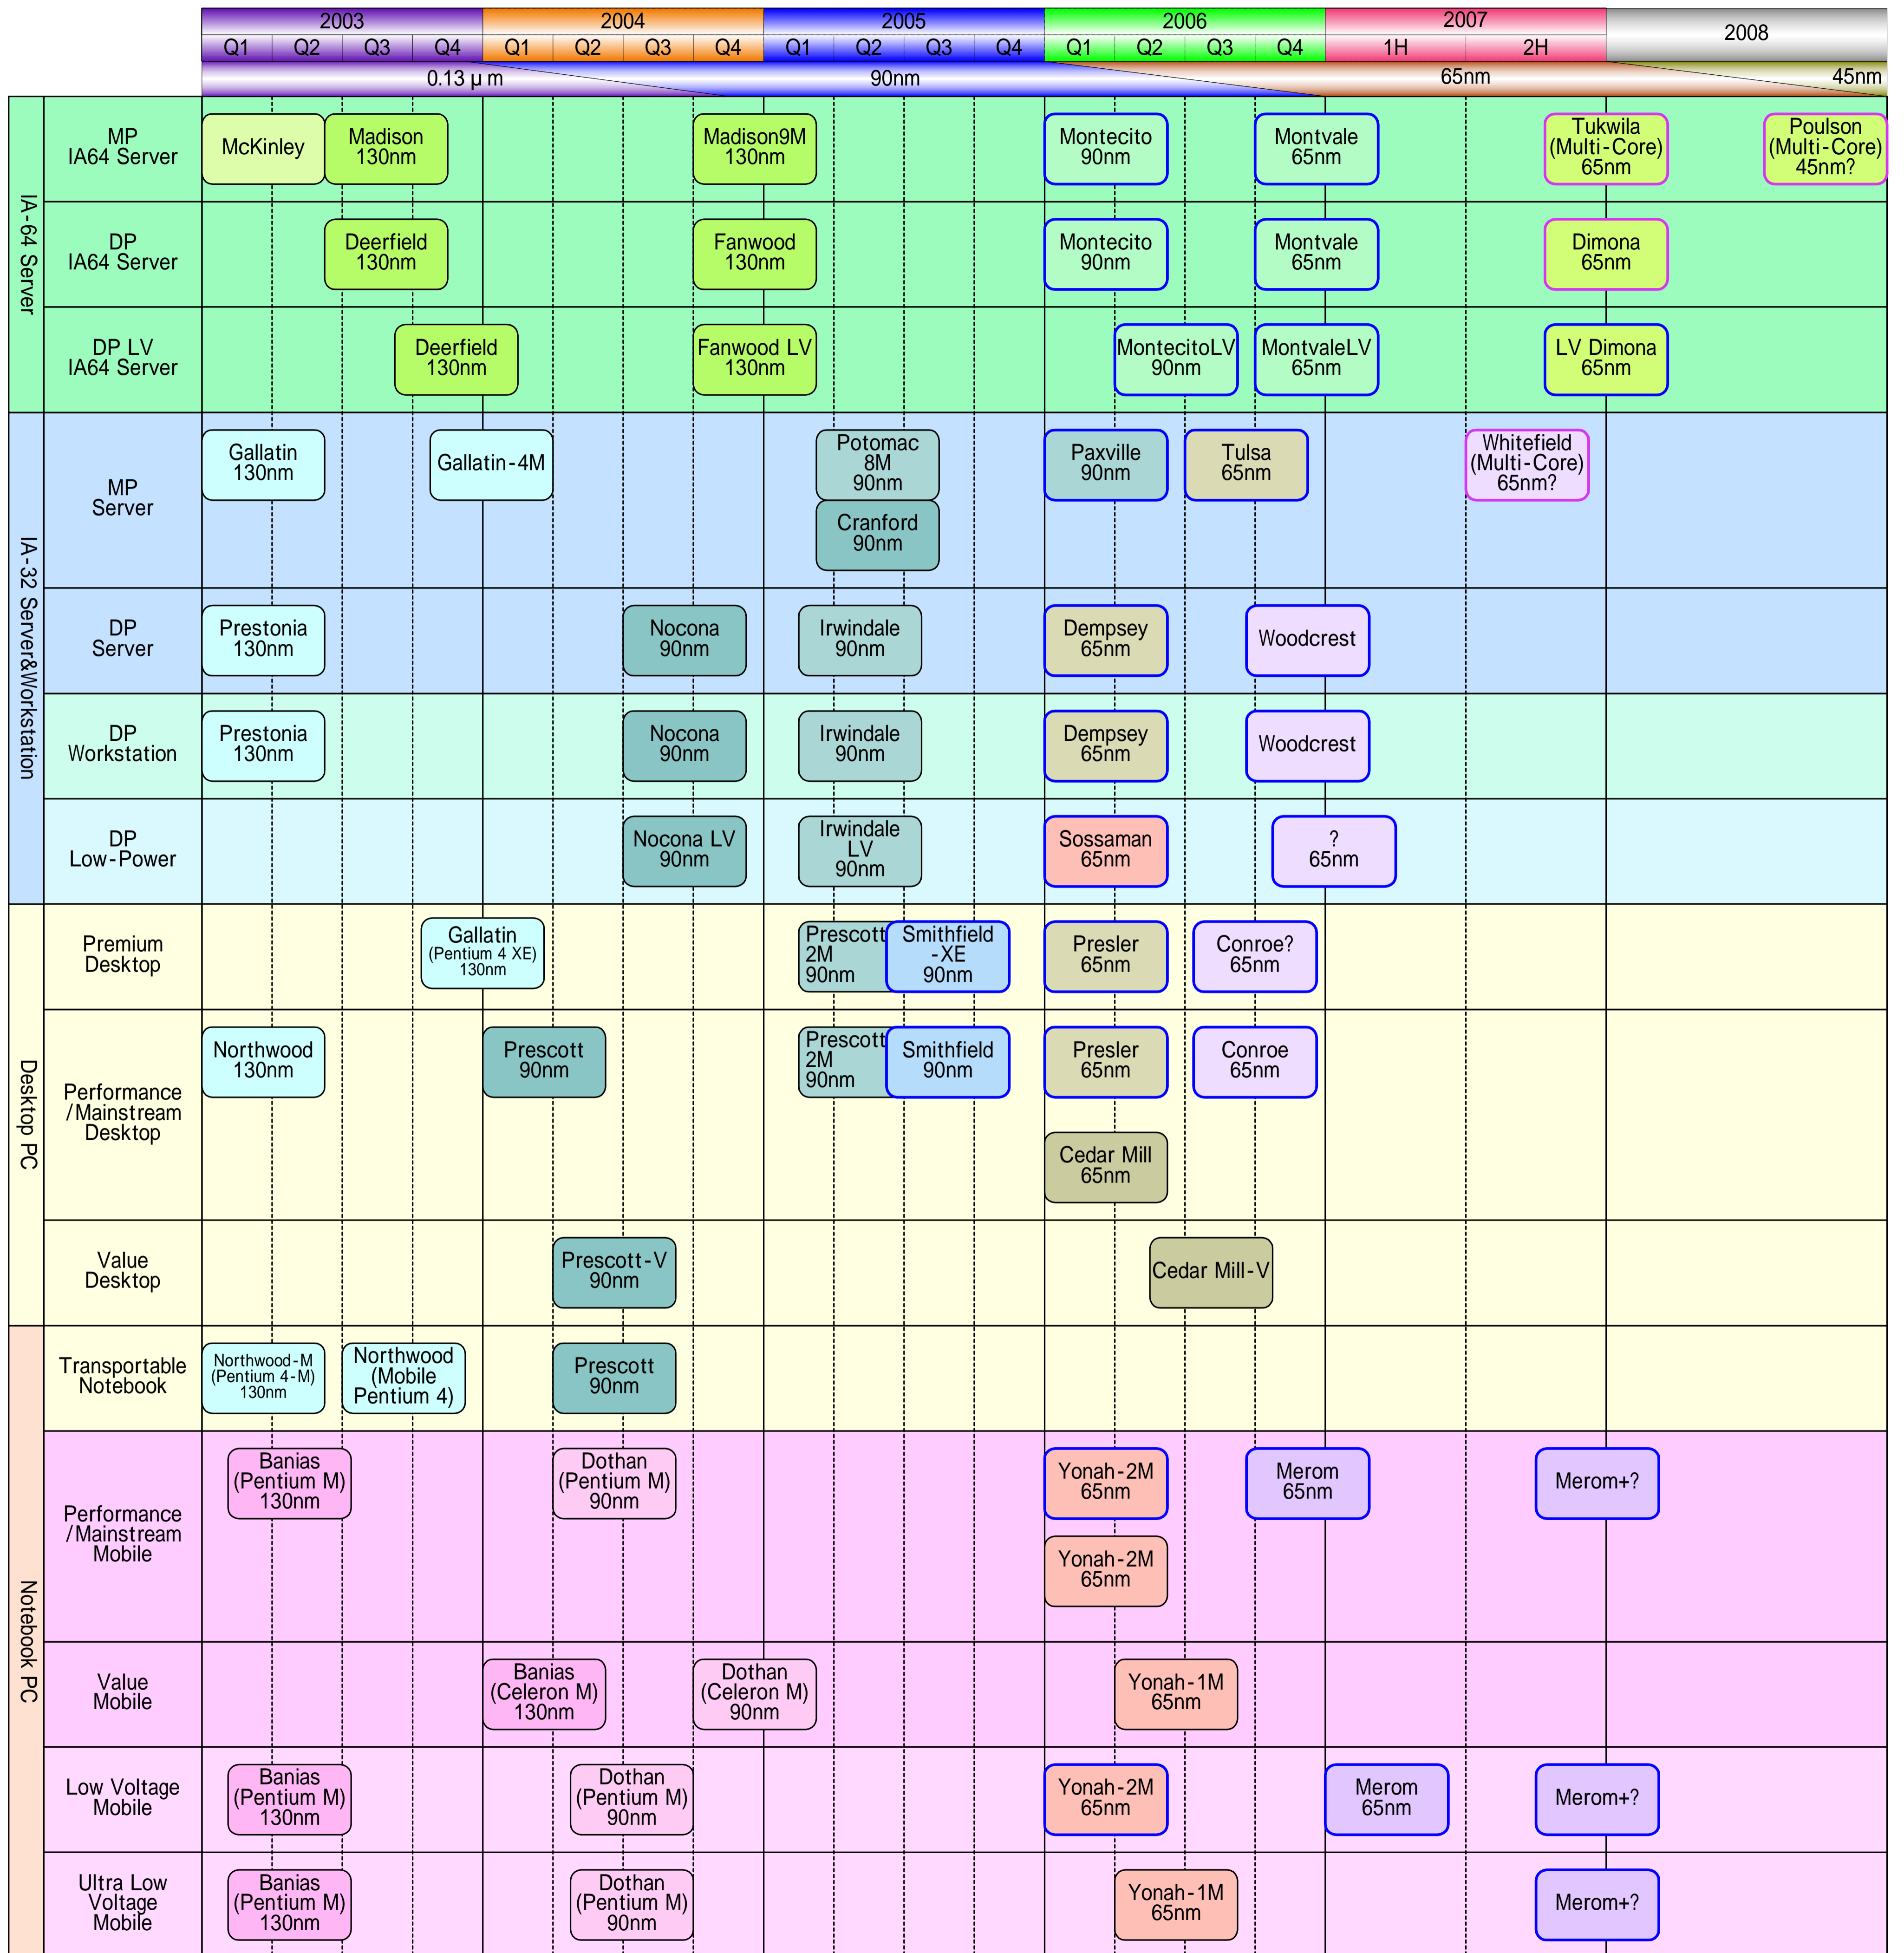 2003
2004
2005
2006
2007
2008
Q1
Q2
Q3
Q4
Q1
Q2
Q3
Q4
Q1
Q2
Q3
Q4
Q1
Q2
Q3
Q4
1H
2H
0.13 μ m
90nm
65nm
45nm
IA-64 Server
MP
IA64 Server
McKinley
Madison
130nm
Madison9M
130nm
Montecito
90nm
Montvale
65nm
Tukwila
(Multi-Core)
65nm
Poulson
(Multi-Core)
45nm?
DP
IA64 Server
Deerfield
130nm
Fanwood
130nm
Montecito
90nm
Montvale
65nm
Dimona
65nm
DP LV
IA64 Server
Deerfield
130nm
Fanwood LV
130nm
MontecitoLV
90nm
MontvaleLV
65nm
LV Dimona
65nm
IA-32 Server&Workstation
MP
Server
Gallatin
130nm
Gallatin-4M
Potomac
8M
90nm
Cranford
90nm
Paxville
90nm
Tulsa
65nm
Whitefield
(Multi-Core)
65nm?
DP
Server
Prestonia
130nm
Nocona
90nm
Irwindale
90nm
Dempsey
65nm
Woodcrest
DP
Workstation
Prestonia
130nm
Nocona
90nm
Irwindale
90nm
Dempsey
65nm
Woodcrest
DP
Low-Power
Nocona LV
90nm
Irwindale
LV
90nm
Sossaman
65nm
?
65nm
Desktop PC
Premium
Desktop
Gallatin
(Pentium 4 XE)
130nm
Prescott
2M
90nm
Smithfield
-XE
90nm
Presler
65nm
Conroe?
65nm
Performance
/Mainstream
Desktop
Northwood
130nm
Prescott
90nm
Prescott
2M
90nm
Smithfield
90nm
Presler
65nm
Conroe
65nm
Cedar Mill
65nm
Value
Desktop
Prescott-V
90nm
Cedar Mill-V
Notebook PC
Transportable
Notebook
Northwood-M
(Pentium 4-M)
130nm
Northwood
(Mobile
Pentium 4)
Prescott
90nm
Performance
/Mainstream
Mobile
Banias
(Pentium M)
130nm
Dothan
(Pentium M)
90nm
Yonah-2M
65nm
Merom
65nm
Merom+?
Yonah-2M
65nm
Value
Mobile
Banias
(Celeron M)
130nm
Dothan
(Celeron M)
90nm
Yonah-1M
65nm
Low Voltage
Mobile
Banias
(Pentium M)
130nm
Dothan
(Pentium M)
90nm
Yonah-2M
65nm
Merom
65nm
Merom+?
Ultra Low
Voltage
Mobile
Banias
(Pentium M)
130nm
Dothan
(Pentium M)
90nm
Yonah-1M
65nm
Merom+?